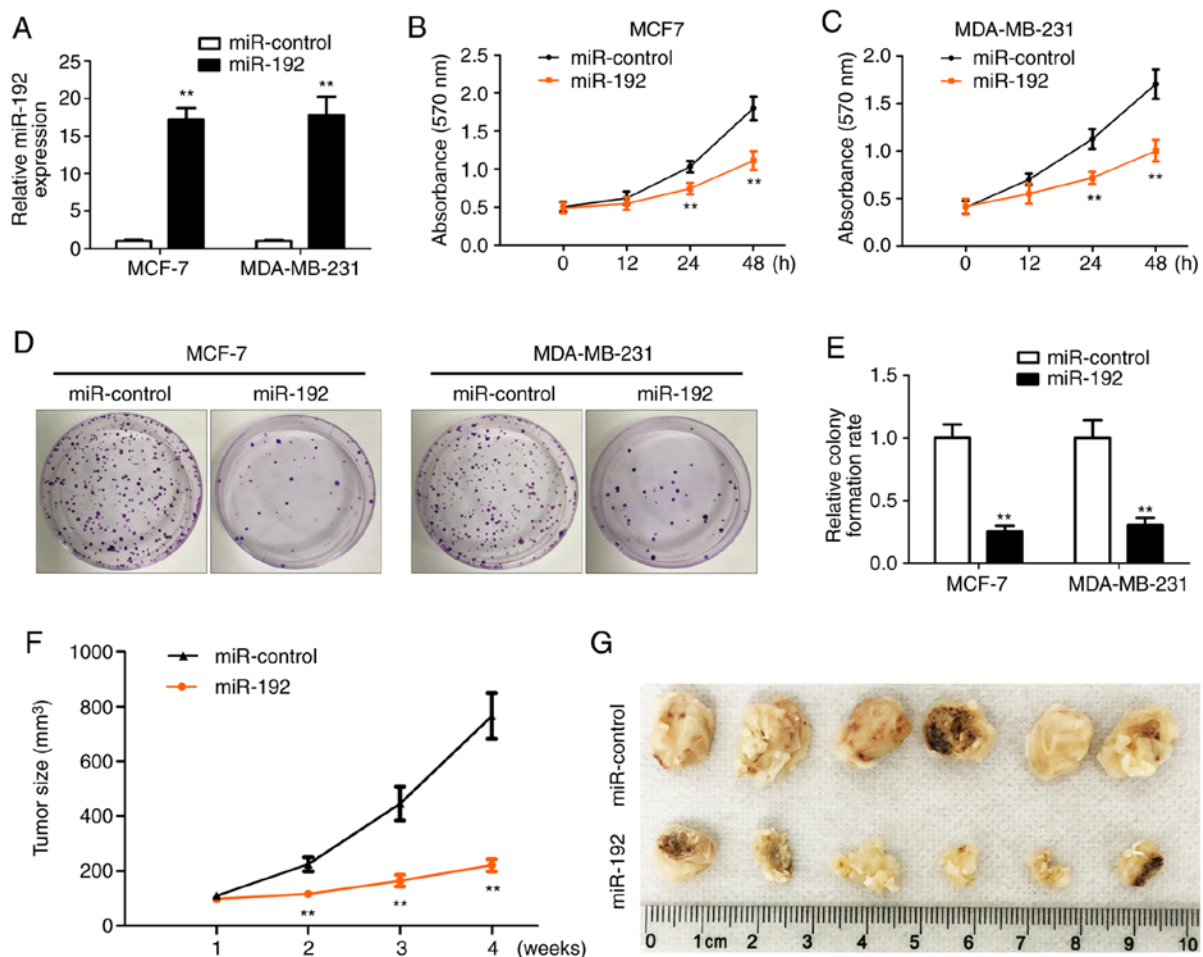 A
miR-control
miR-192
Relative miR-192
expression
25
20
15
10
5
0
**
**
MCF-7
MDA-MB-231
B
MCF7
miR-control
miR-192
Absorbance (570 nm)
2.0
1.5
1.0
0.5
0.0
**
**
0 12 24 48 (h)
C
MDA-MB-231
miR-control
miR-192
Absorbance (570 nm)
2.0
1.5
1.0
0.5
0.0
**
**
0 12 24 48 (h)
D
MCF-7
MDA-MB-231
miR-control miR-192
miR-control miR-192
E
miR-control
miR-192
Relative colony
formation rate
1.5
1.0
0.5
0.0
**
**
MCF-7
MDA-MB-231
F
miR-control
miR-192
Tumor size (mm³)
1000
800
600
400
200
0
**
**
**
1 2 3 4 (weeks)
G
miR-control
miR-192
0 1cm 2 3 4 5 6 7 8 9 10